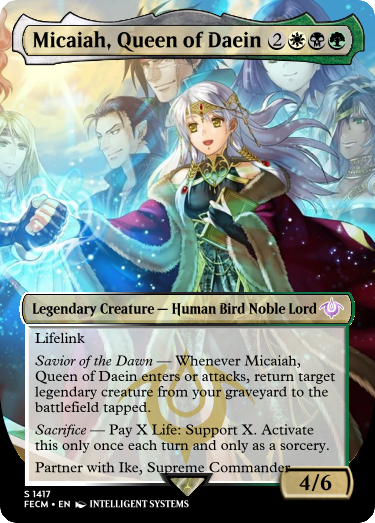 Micaiah, Queen of Daein 2
Legendary Creature — Human Bird Noble Lord
Lifelink
Savior of the Dawn — Whenever Micaiah,
Queen of Daein enters or attacks, return target
legendary creature from your graveyard to the
battlefield tapped.
Sacrifice — Pay X Life: Support X. Activate
this only once each turn and only as a sorcery.
Partner with Ike, Supreme Commander
4/6
S 1417
FECM • EN INTELLIGENT SYSTEMS